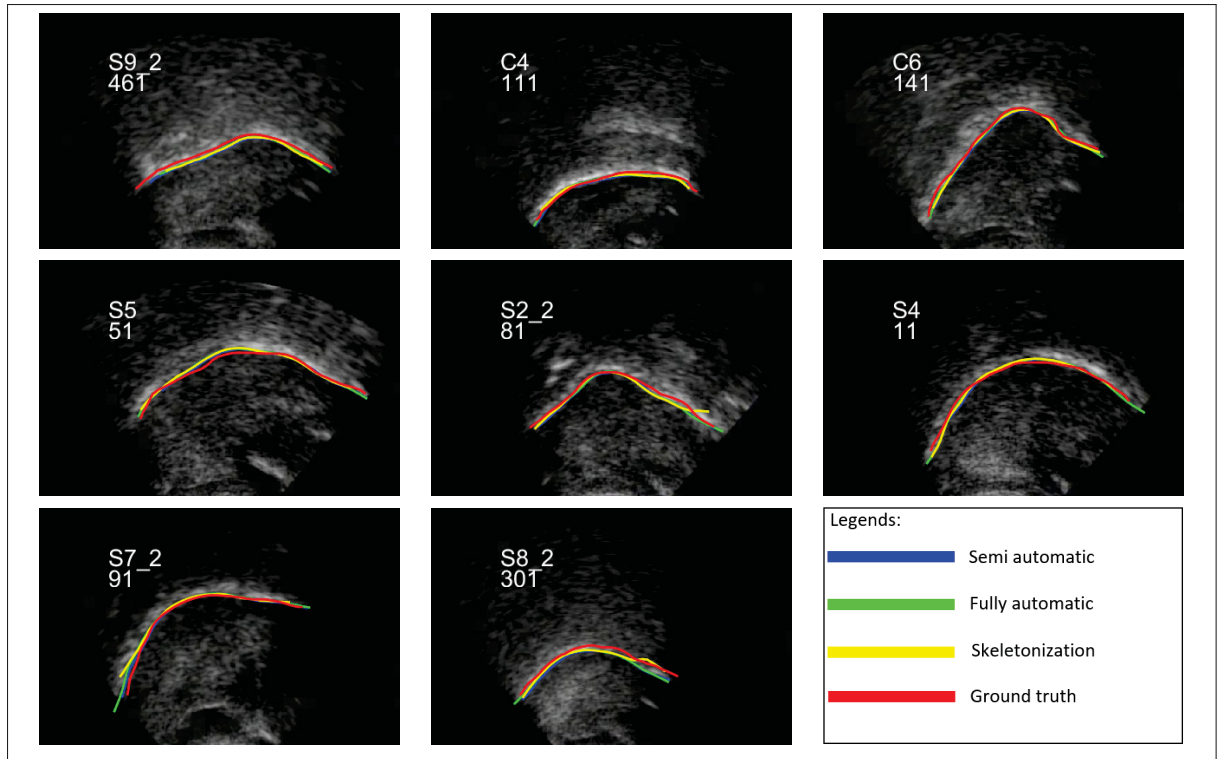 S9_2
461
C4
111
C6
141
S5
51
S2_2
81
S4
11
S7_2
91
S8_2
301
Legends:
Semi automatic
Fully automatic
Skeletonization
Ground truth